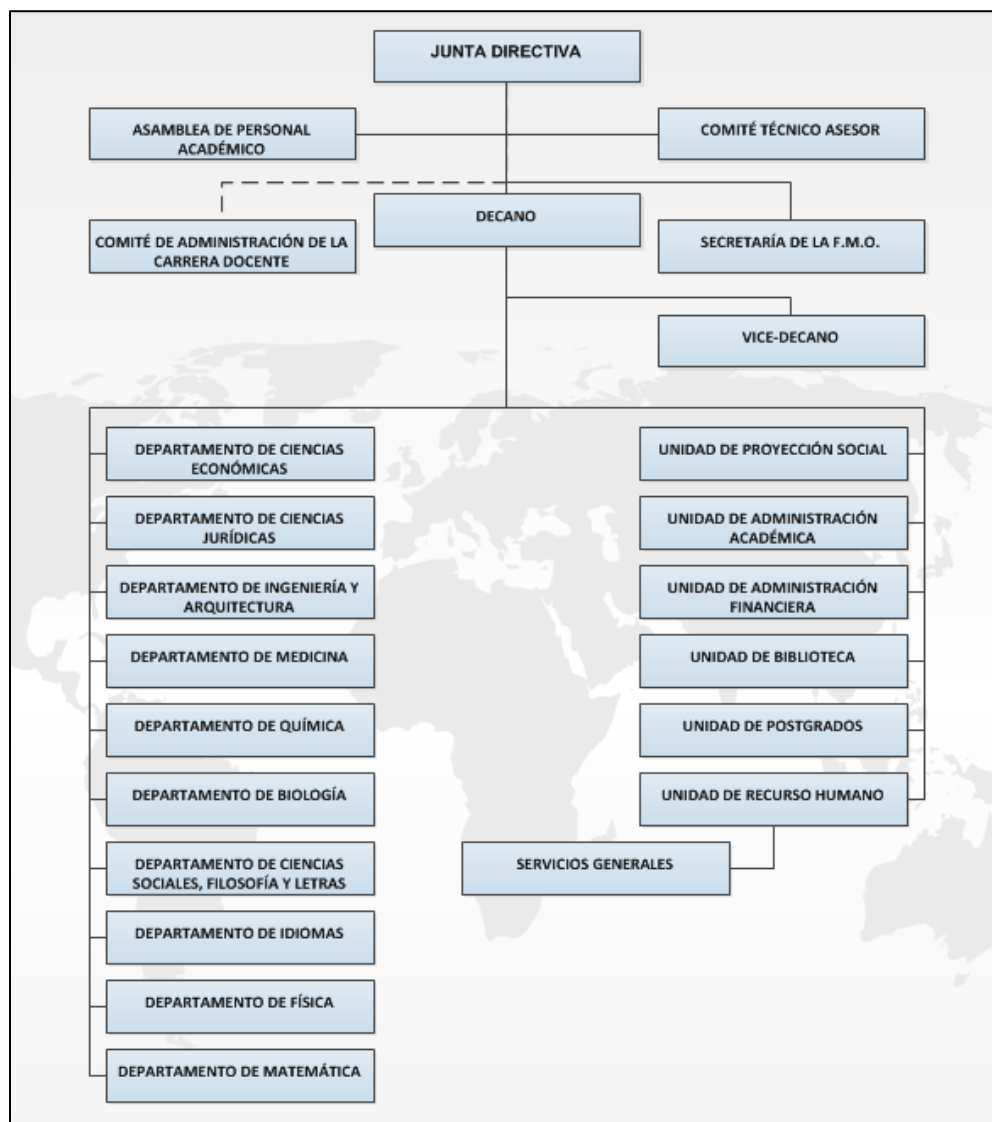 JUNTA DIRECTIVA
ASAMBLEA DE PERSONAL
ACADÉMICO
COMITÉ TÉCNICO ASESOR
DECANO
COMITÉ DE ADMINISTRACIÓN DE LA
CARRERA DOCENTE
SECRETARÍA DE LA F.M.O.
VICE-DECANO
DEPARTAMENTO DE CIENCIAS
ECONÓMICAS
DEPARTAMENTO DE CIENCIAS
JURÍDICAS
DEPARTAMENTO DE INGENIERÍA Y
ARQUITECTURA
DEPARTAMENTO DE MEDICINA
DEPARTAMENTO DE QUÍMICA
DEPARTAMENTO DE BIOLOGÍA
DEPARTAMENTO DE CIENCIAS
SOCIALES, FILOSOFÍA Y LETRAS
DEPARTAMENTO DE IDIOMAS
DEPARTAMENTO DE FÍSICA
DEPARTAMENTO DE MATEMÁTICA
UNIDAD DE PROYECCIÓN SOCIAL
UNIDAD DE ADMINISTRACIÓN
ACADÉMICA
UNIDAD DE ADMINISTRACIÓN
FINANCIERA
UNIDAD DE BIBLIOTECA
UNIDAD DE POSTGRADOS
UNIDAD DE RECURSO HUMANO
SERVICIOS GENERALES